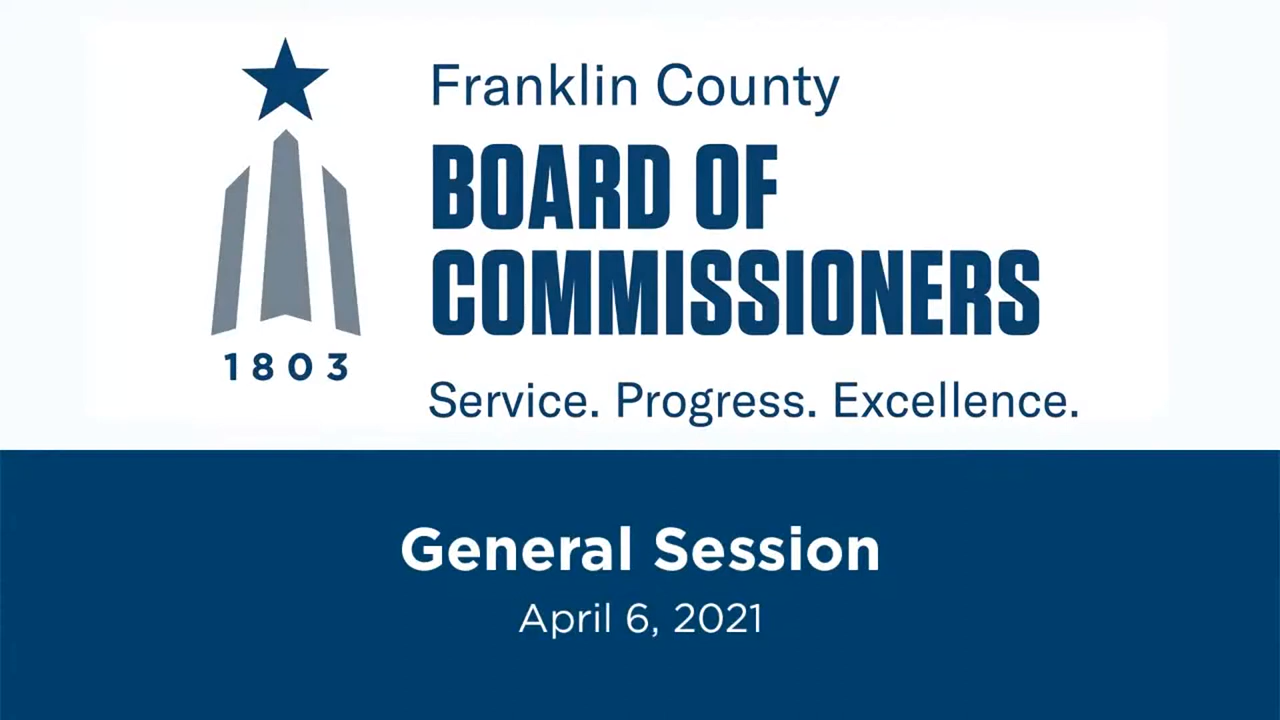 Franklin County
BOARD OF
COMMISSIONERS
1803
Service. Progress. Excellence.
General Session
April 6, 2021